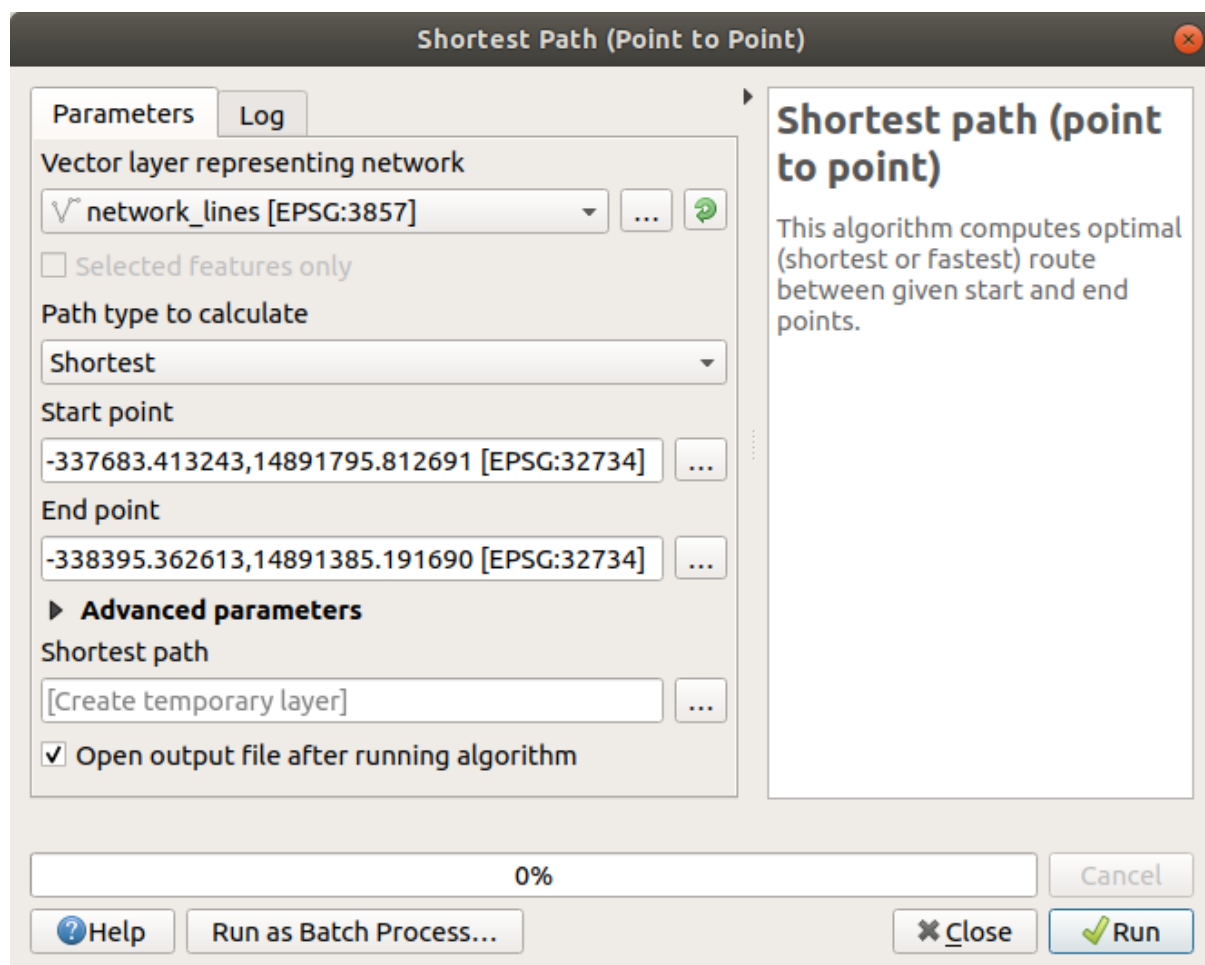 Shortest Path (Point to Point)
Parameters
Log
Vector layer representing network
network_lines [EPSG:3857]
...
Selected features only
Path type to calculate
Shortest
Start point
-337683.413243,14891795.812691 [EPSG:32734]
...
End point
-338395.362613,14891385.191690 [EPSG:32734]
...
Advanced parameters
Shortest path
[Create temporary layer]
...
Open output file after running algorithm
Shortest path (point
to point)
This algorithm computes optimal
(shortest or fastest) route
between given start and end
points.
0%
Cancel
Help
Run as Batch Process...
Close
Run